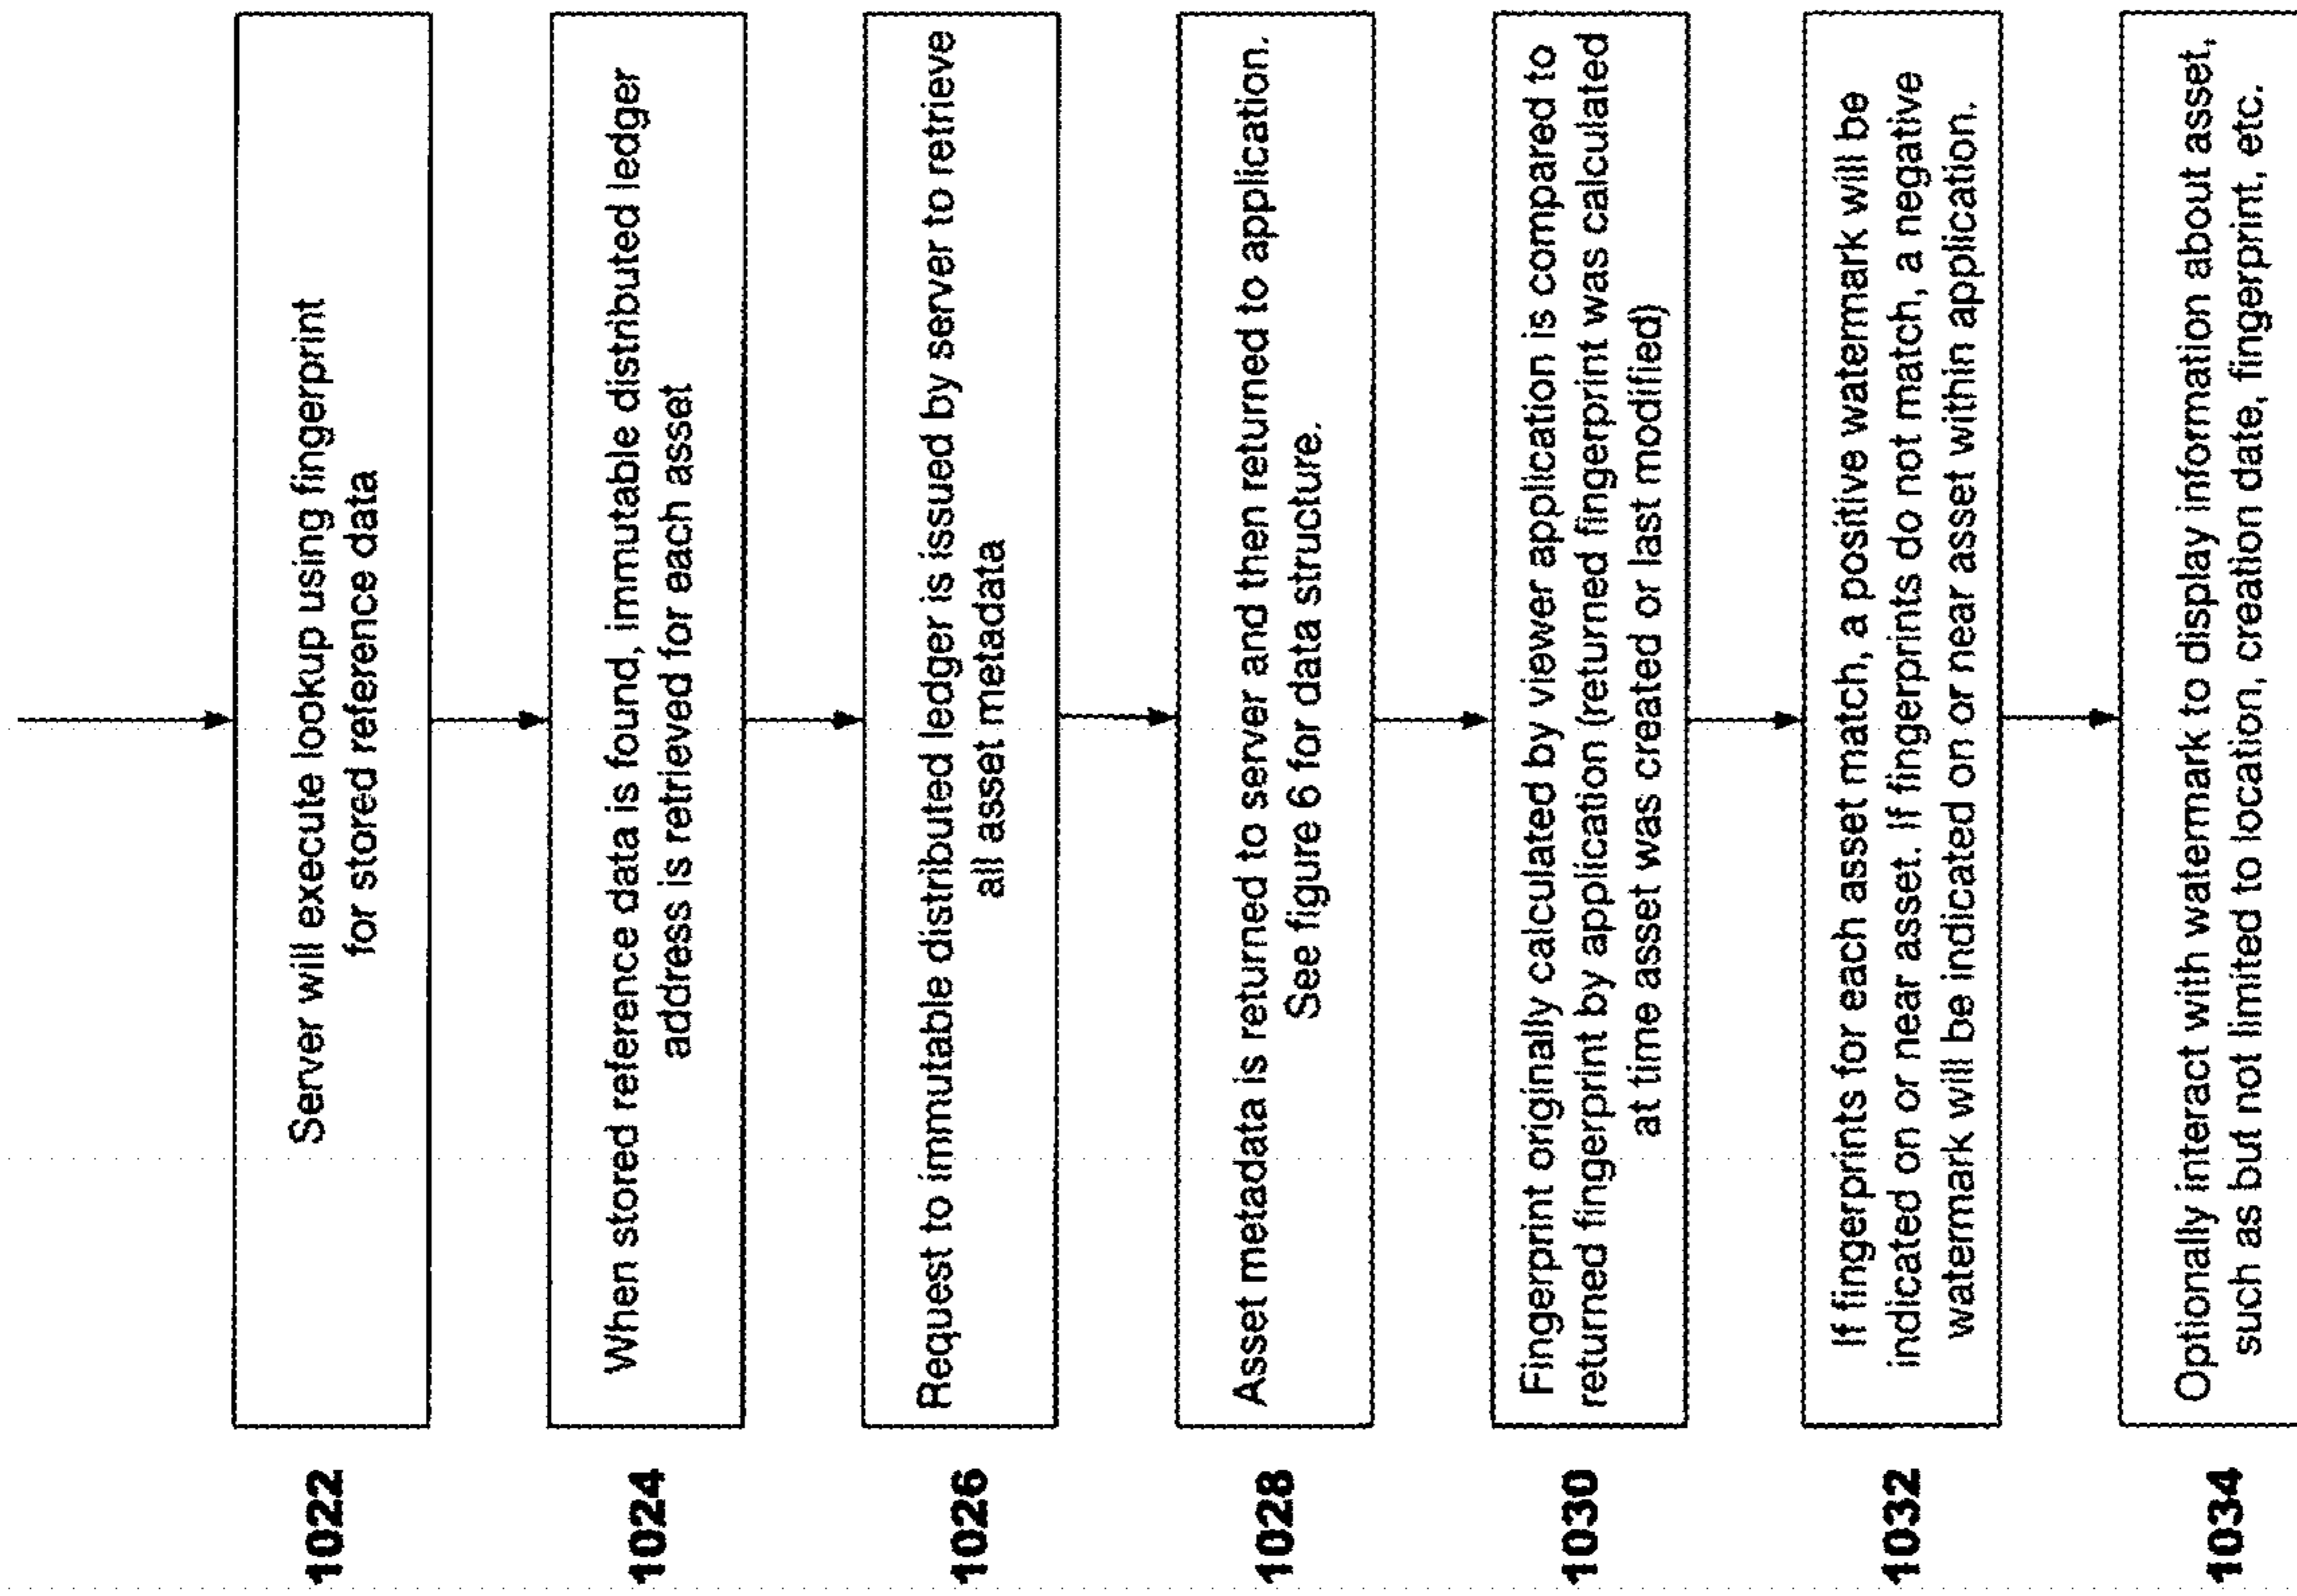 1022
Server will execute lookup using fingerprint
for stored reference data
1024
When stored reference data is found, immutable distributed ledger
address is retrieved for each asset
1026
Request to immutable distributed ledger is issued by server to retrieve
all asset metadata
1028
Asset metadata is returned to server and then returned to application.
See figure 6 for data structure.
1030
Fingerprint originally calculated by viewer application is compared to
returned fingerprint by application (returned fingerprint was calculated
at time asset was created or last modified)
1032
If fingerprints for each asset match, a positive watermark will be
indicated on or near asset. If fingerprints do not match, a negative
watermark will be indicated on or near asset within application.
1034
Optionally interact with watermark to display information about asset,
such as but not limited to location, creation date, fingerprint, etc.